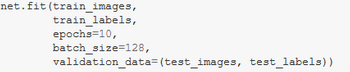 net.fit(train_images,
        train_labels,
        epochs=10,
        batch_size=128,
        validation_data=(test_images, test_labels))